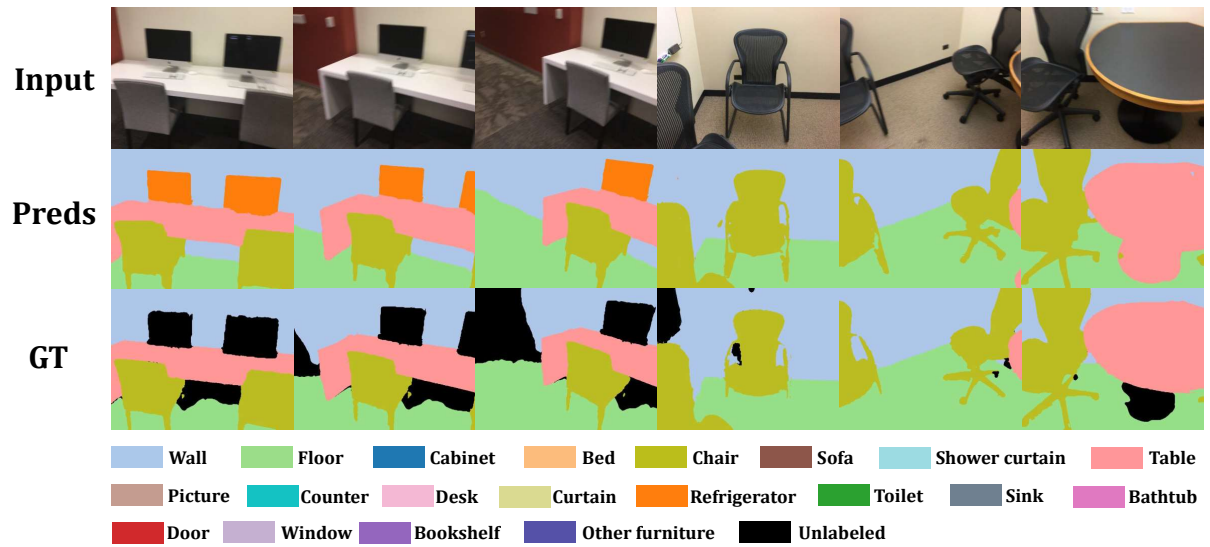 Input
Preds
GT
Wall Floor Cabinet Bed Chair Sofa Shower curtain Table
Picture Counter Desk Curtain Refrigerator Toilet Sink Bathtub
Door Window Bookshelf Other furniture Unlabeled